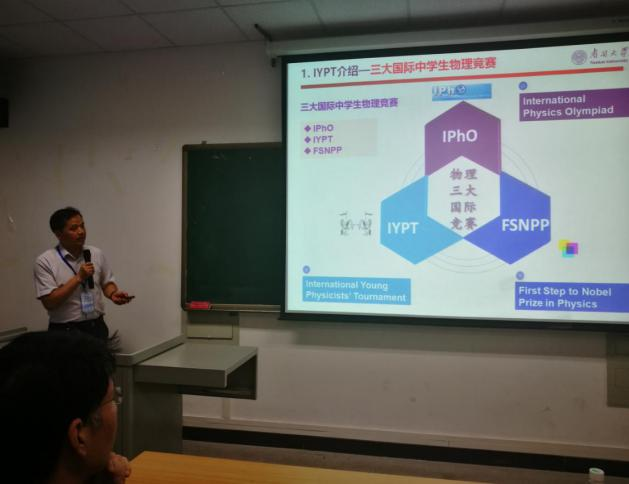 1. IYPT介绍—三大国际中学生物理竞赛
南开大学
Nankai University
三大国际中学生物理竞赛
◆ IPhO
◆ IYPT
◆ FSNPP
IPhO
International
Physics Olympiad
IPhO
物理
三大
国际
竞赛
IYPT
FSNPP
International Young
Physicists' Tournament
First Step to Nobel
Prize in Physics